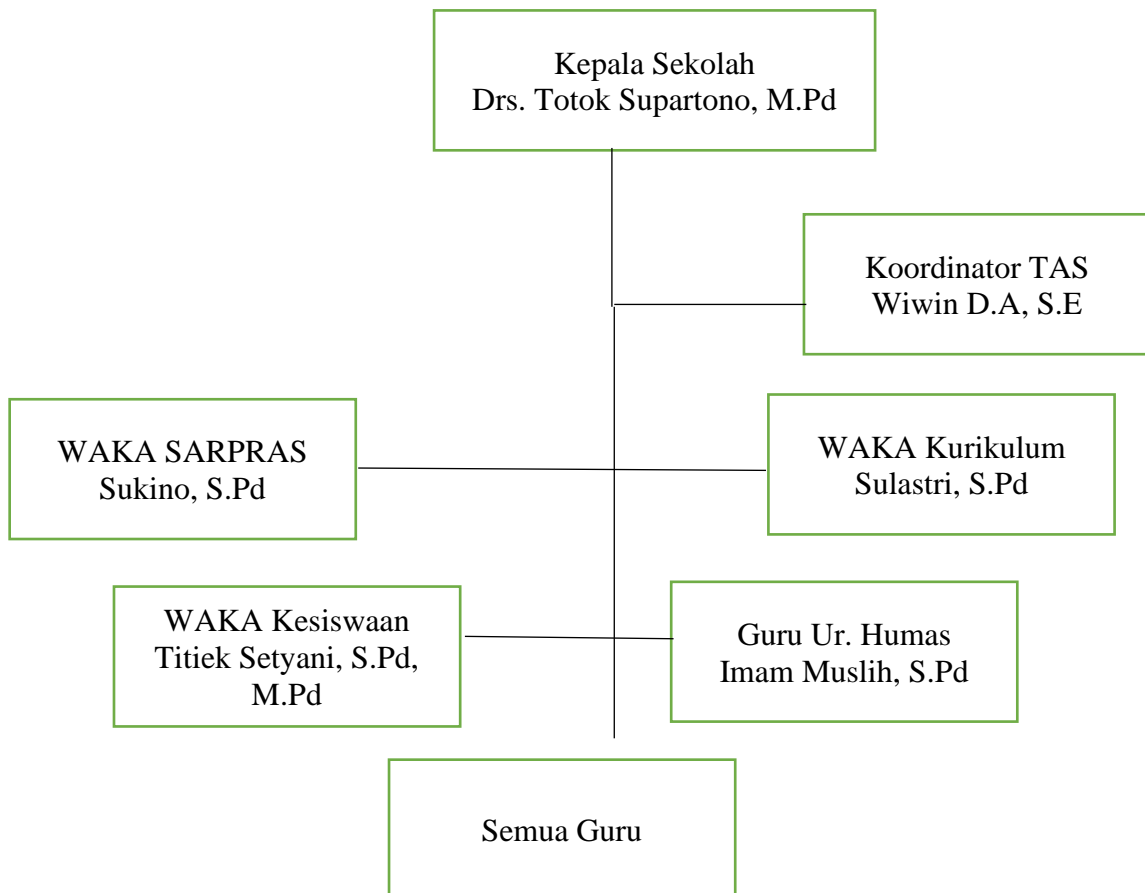 Kepala Sekolah
Drs. Totok Supartono, M.Pd
Koordinator TAS
Wiwin D.A, S.E
WAKA SARPRAS
Sukino, S.Pd
WAKA Kurikulum
Sulastri, S.Pd
WAKA Kesiswaan
Titiek Setyani, S.Pd,
M.Pd
Guru Ur. Humas
Imam Muslih, S.Pd
Semua Guru